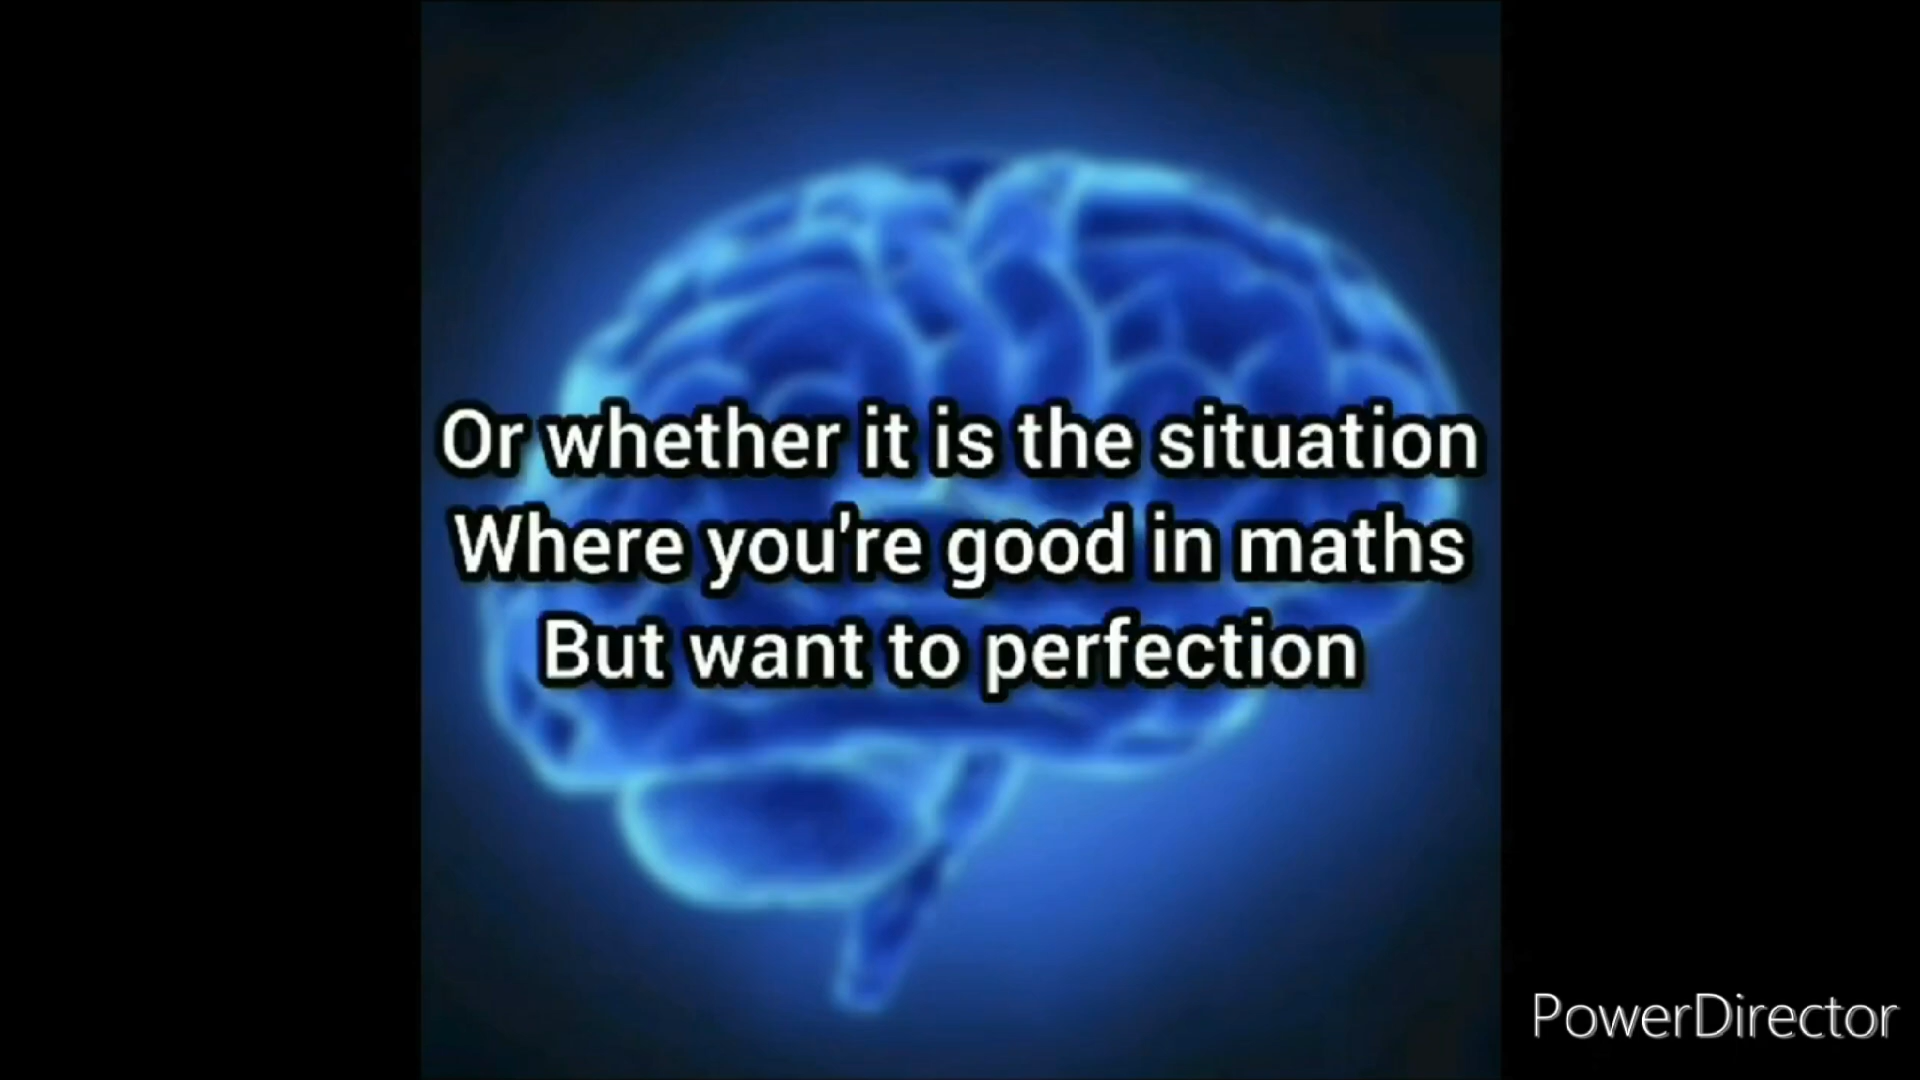 Or whether it is the situation
Where you're good in maths
But want to perfection
PowerDirector